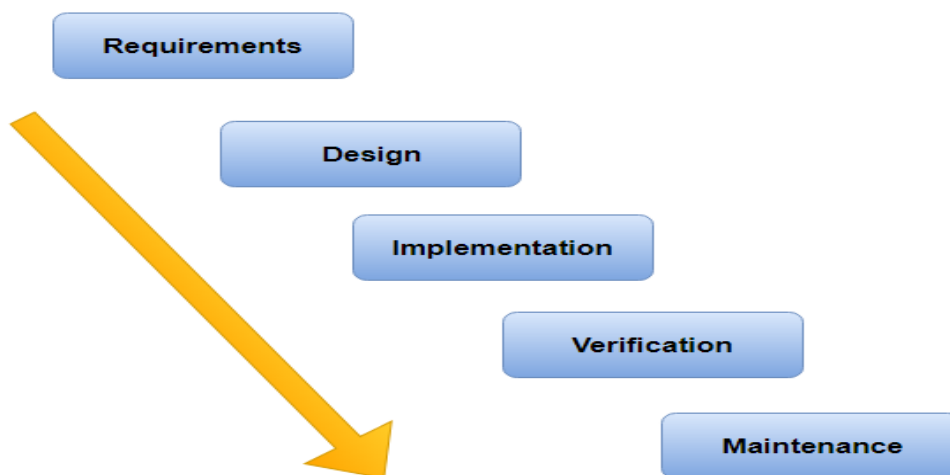 Requirements
Design
Implementation
Verification
Maintenance